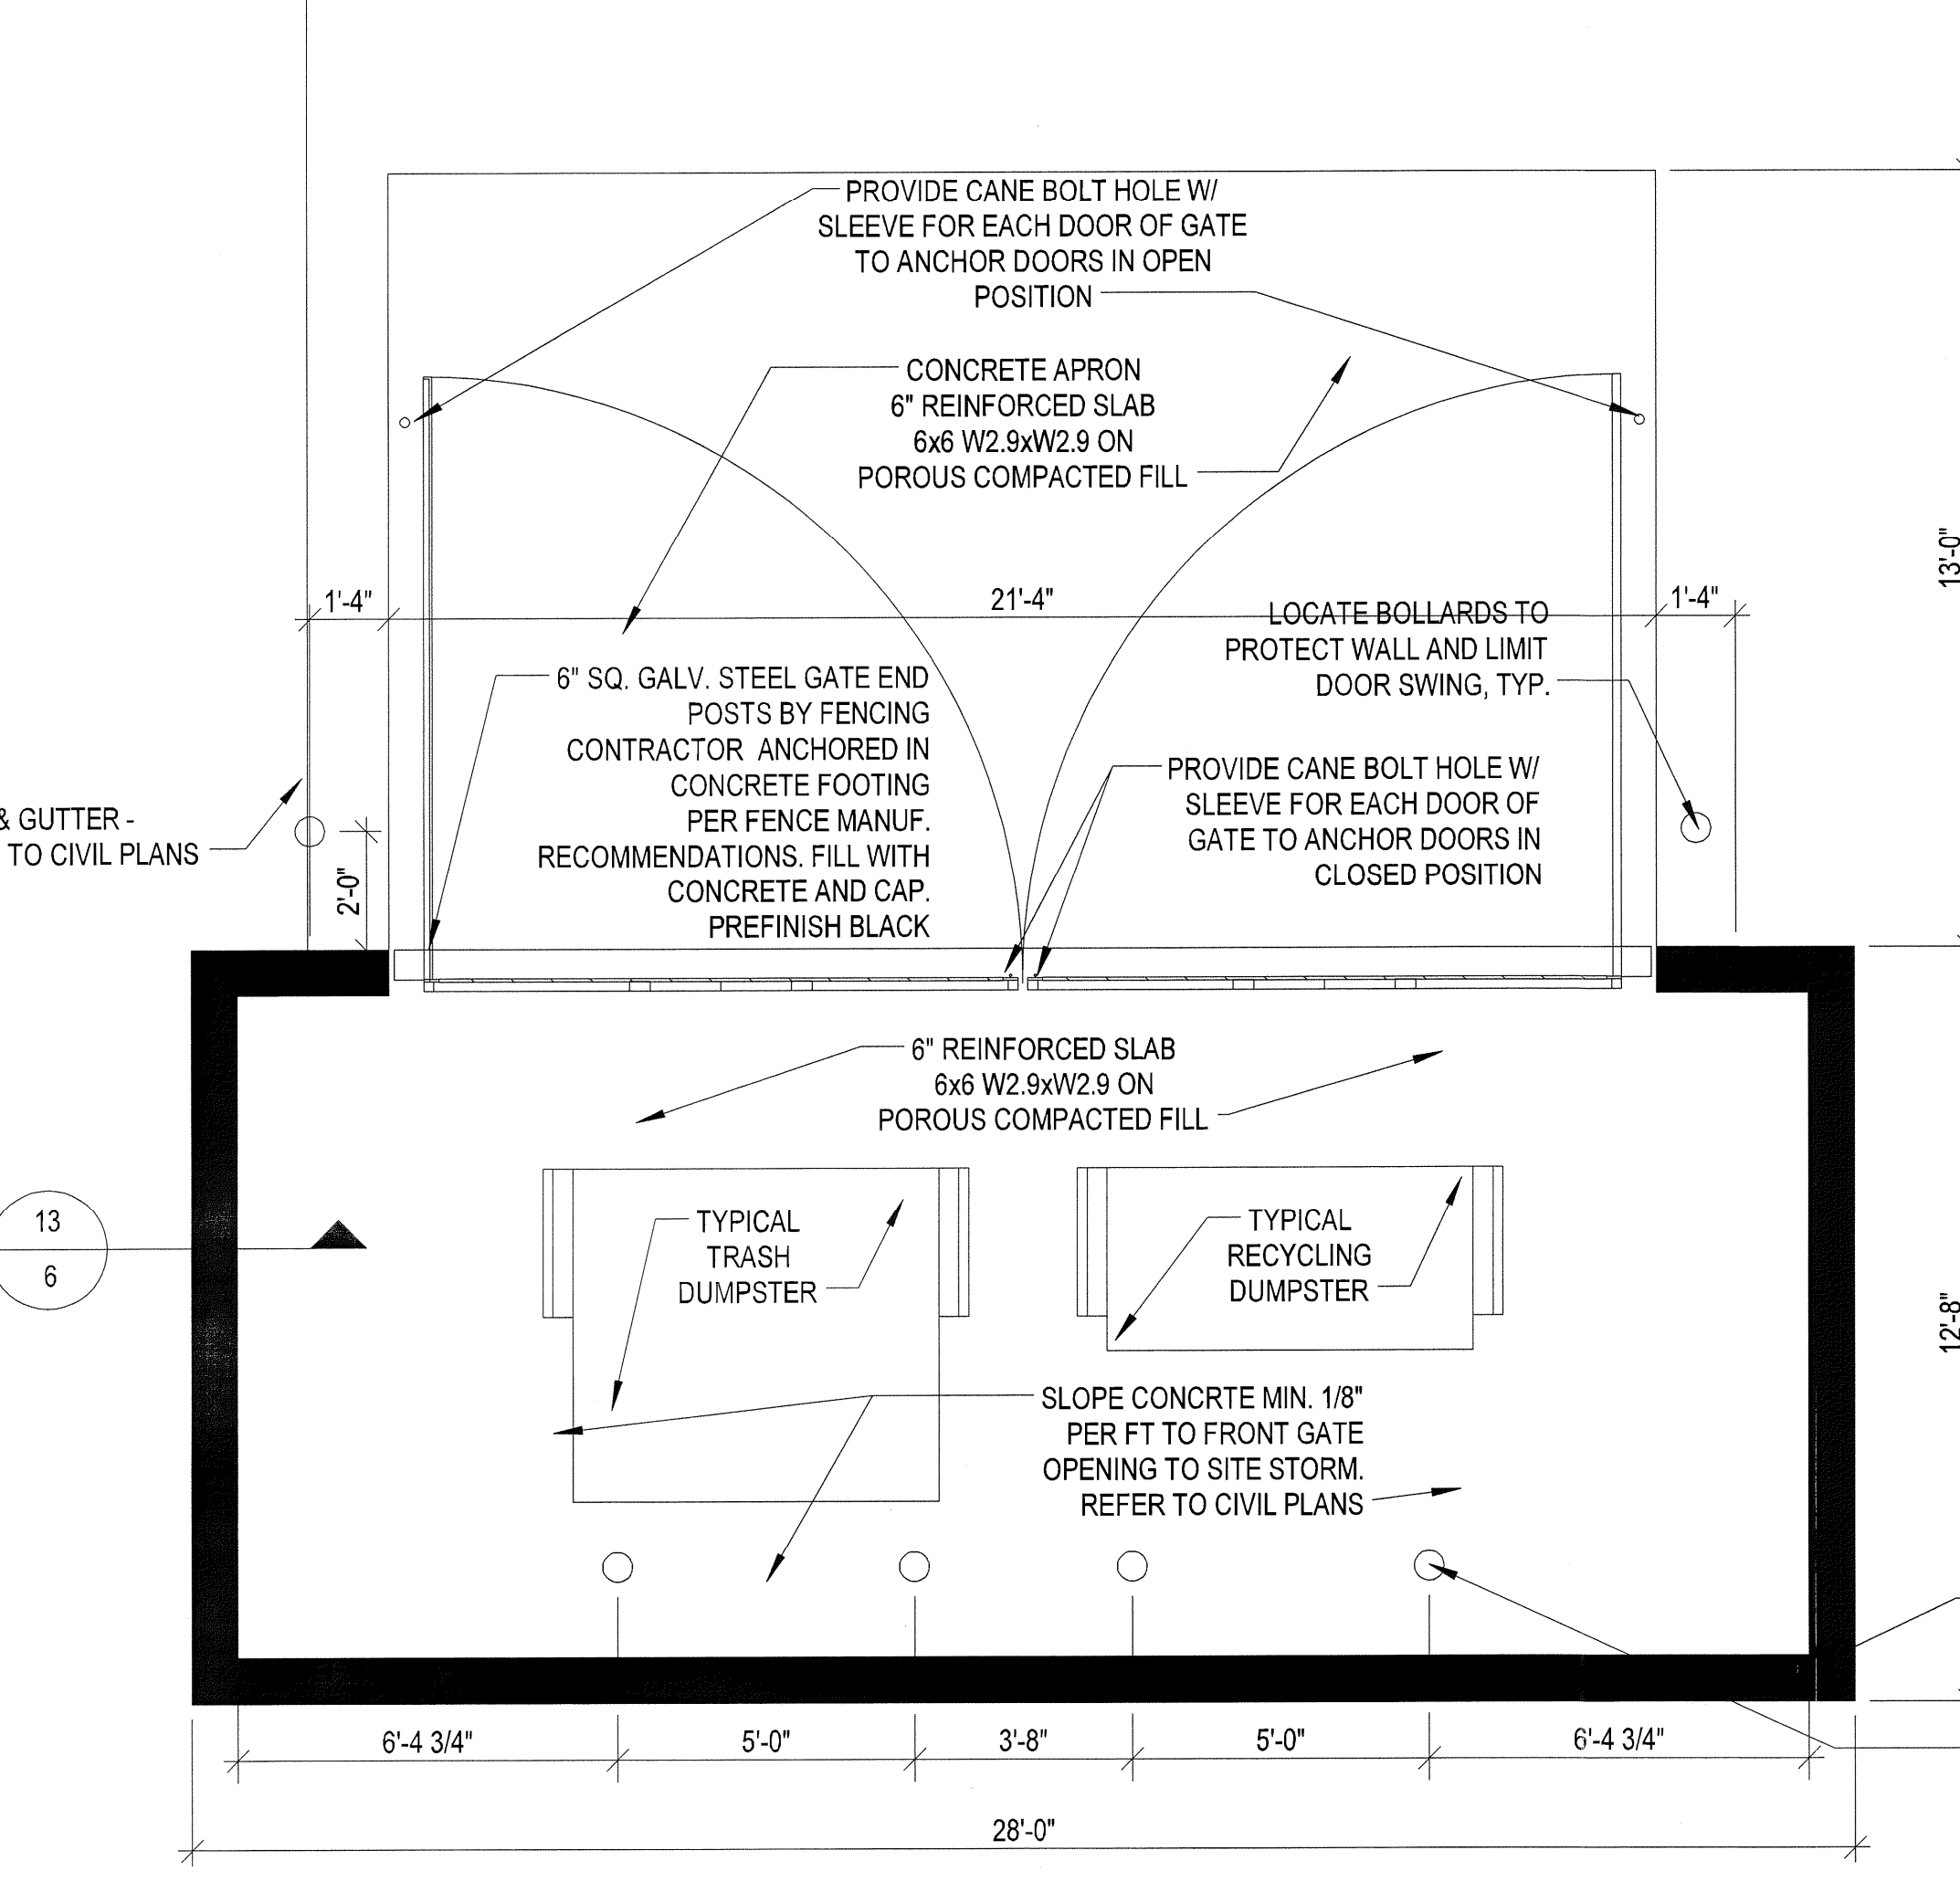 PROVIDE CANE BOLT HOLE W/
SLEEVE FOR EACH DOOR OF GATE
TO ANCHOR DOORS IN OPEN
POSITION
CONCRETE APRON
6" REINFORCED SLAB
6x6 W2.9xW2.9 ON
POROUS COMPACTED FILL
13'-0"
1'-4"
21'-4"
1'-4"
LOCATE BOLLARDS TO
PROTECT WALL AND LIMIT
DOOR SWING, TYP.
6" SQ. GALV. STEEL GATE END
POSTS BY FENCING
CONTRACTOR ANCHORED IN
CONCRETE FOOTING
PER FENCE MANUF.
RECOMMENDATIONS. FILL WITH
CONCRETE AND CAP.
PREFINISH BLACK
PROVIDE CANE BOLT HOLE W/
SLEEVE FOR EACH DOOR OF
GATE TO ANCHOR DOORS IN
CLOSED POSITION
& GUTTER -
TO CIVIL PLANS
2'-0"
6" REINFORCED SLAB
6x6 W2.9xW2.9 ON
POROUS COMPACTED FILL
13
6
TYPICAL
TRASH
DUMPSTER
TYPICAL
RECYCLING
DUMPSTER
12'-8"
SLOPE CONCRTE MIN. 1/8"
PER FT TO FRONT GATE
OPENING TO SITE STORM.
REFER TO CIVIL PLANS
6'-4 3/4"
5'-0"
3'-8"
5'-0"
6'-4 3/4"
28'-0"